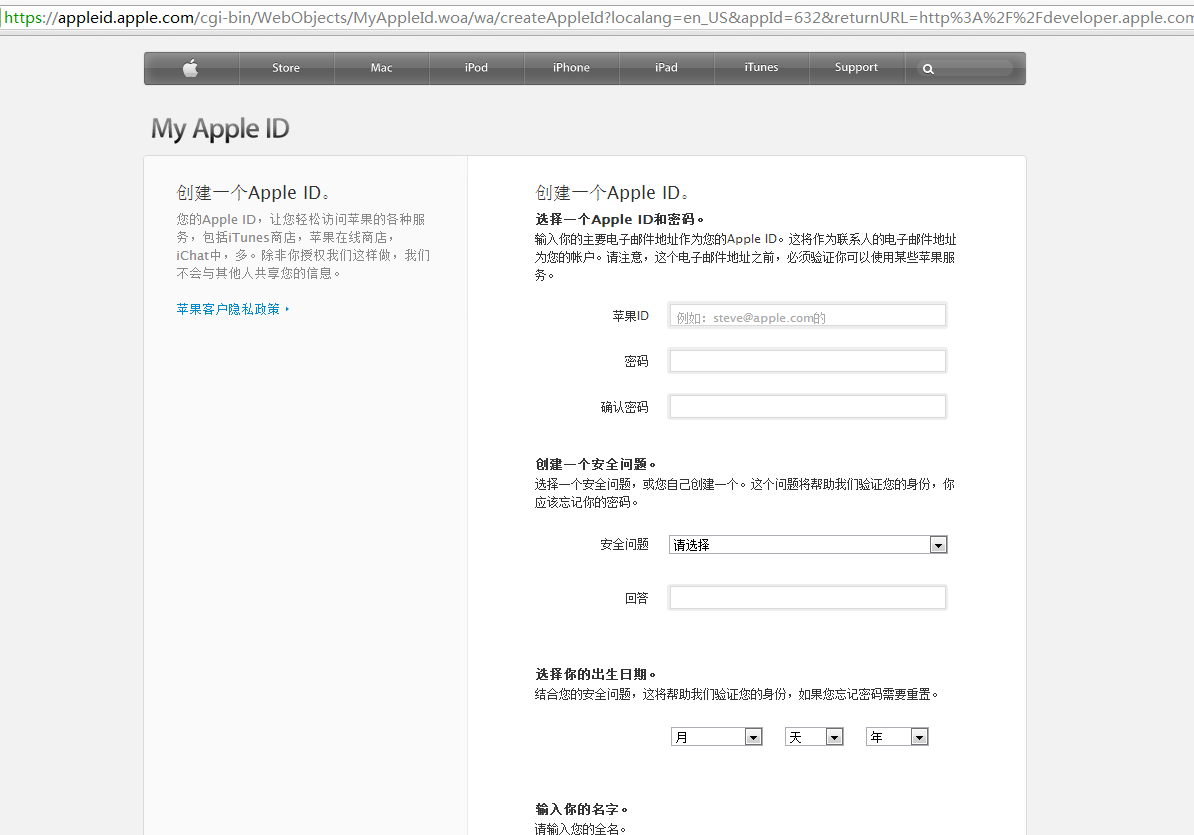 https://appleid.apple.com/cgi-bin/WebObjects/MyAppleId.woa/wa/createAppleId?localang=en_US&appId=632&returnURL=http%3A%2F%2Fdeveloper.apple.com
Store Mac iPod iPhone iPad iTunes Support
My Apple ID
创建一个Apple ID。
您的Apple ID，让您轻松访问苹果的各种服
务，包括iTunes商店，苹果在线商店，
iChat中，多。除非你授权我们这样做，我们
不会与其他人共享您的信息。
苹果客户隐私政策
创建一个Apple ID。
选择一个Apple ID和密码。
输入你的主要电子邮件地址作为您的Apple ID。这将作为联系人的电子邮件地址
为您的帐户。请注意，这个电子邮件地址之前，必须验证你可以使用某些苹果服
务。
苹果ID 例如：steve@apple.com的
密码
确认密码
创建一个安全问题。
选择一个安全问题，或您自己创建一个。这个问题将帮助我们验证您的身份，你
应该忘记你的密码。
安全问题 请选择
回答
选择你的出生日期。
结合您的安全问题，这将帮助我们验证您的身份，如果您忘记密码需要重置。
月 天 年
输入你的名字。
请输入您的全名。